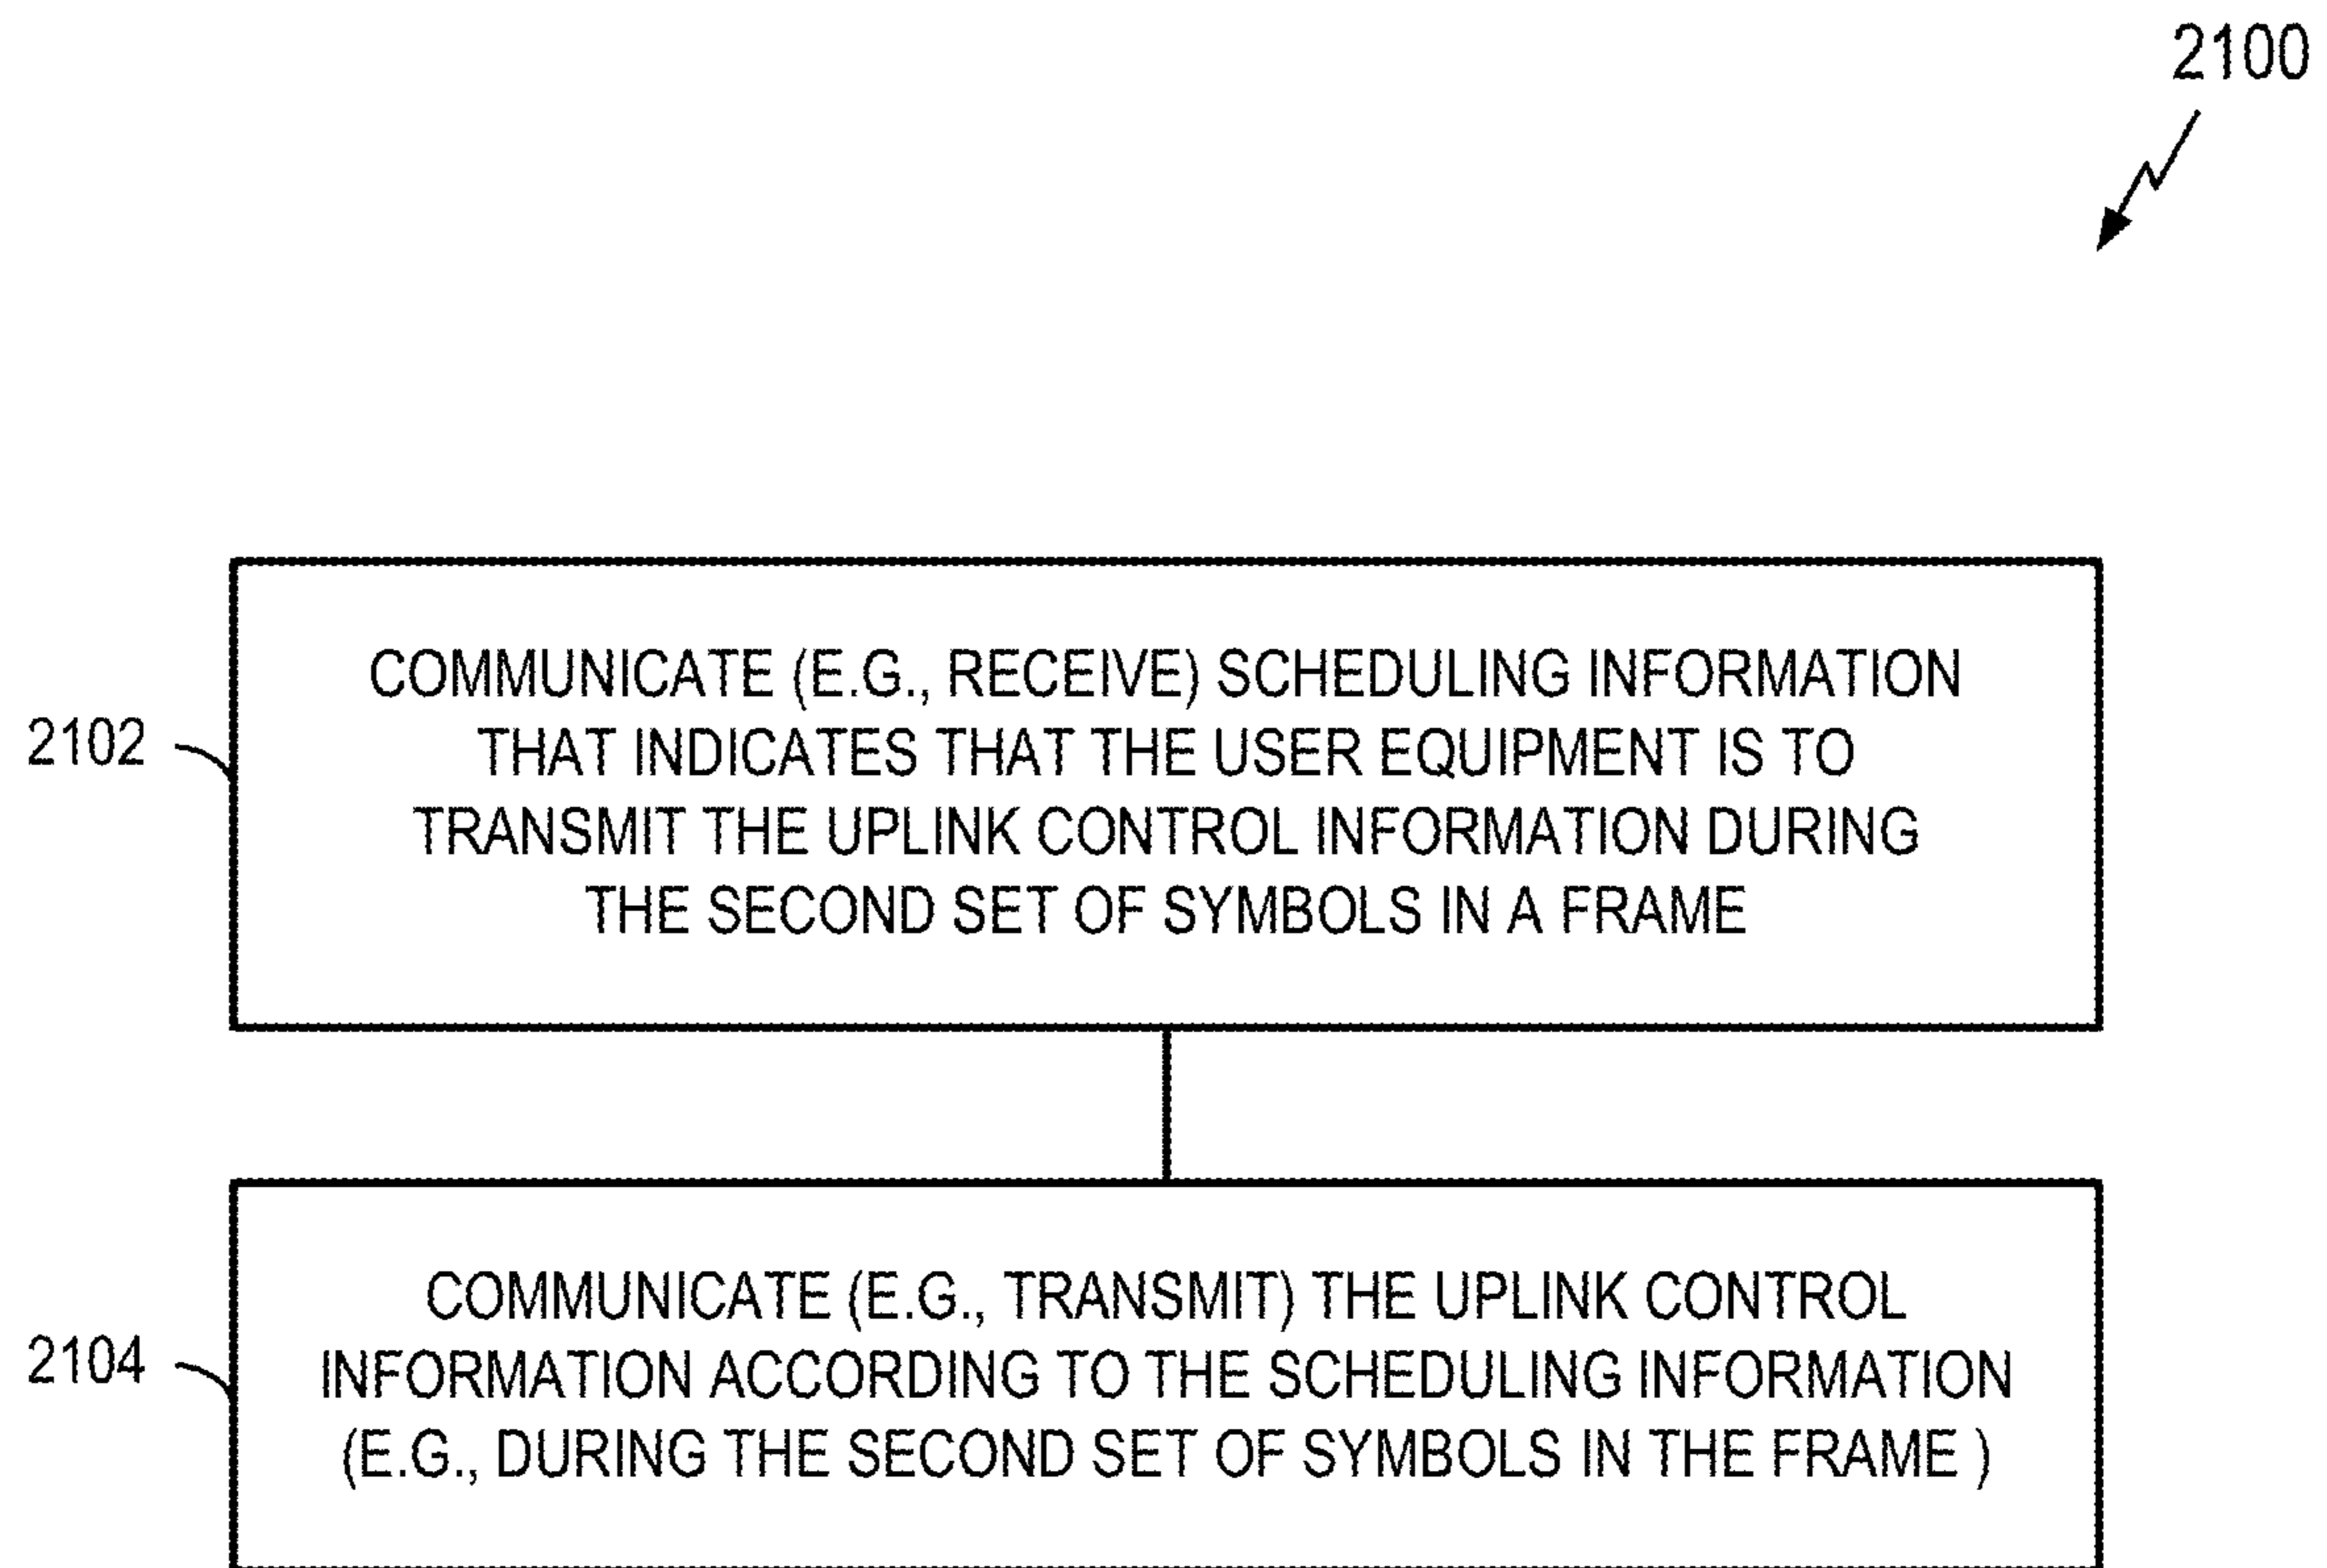 2100
2102
COMMUNICATE (E.G., RECEIVE) SCHEDULING INFORMATION
THAT INDICATES THAT THE USER EQUIPMENT IS TO
TRANSMIT THE UPLINK CONTROL INFORMATION DURING
THE SECOND SET OF SYMBOLS IN A FRAME
2104
COMMUNICATE (E.G., TRANSMIT) THE UPLINK CONTROL
INFORMATION ACCORDING TO THE SCHEDULING INFORMATION
(E.G., DURING THE SECOND SET OF SYMBOLS IN THE FRAME )